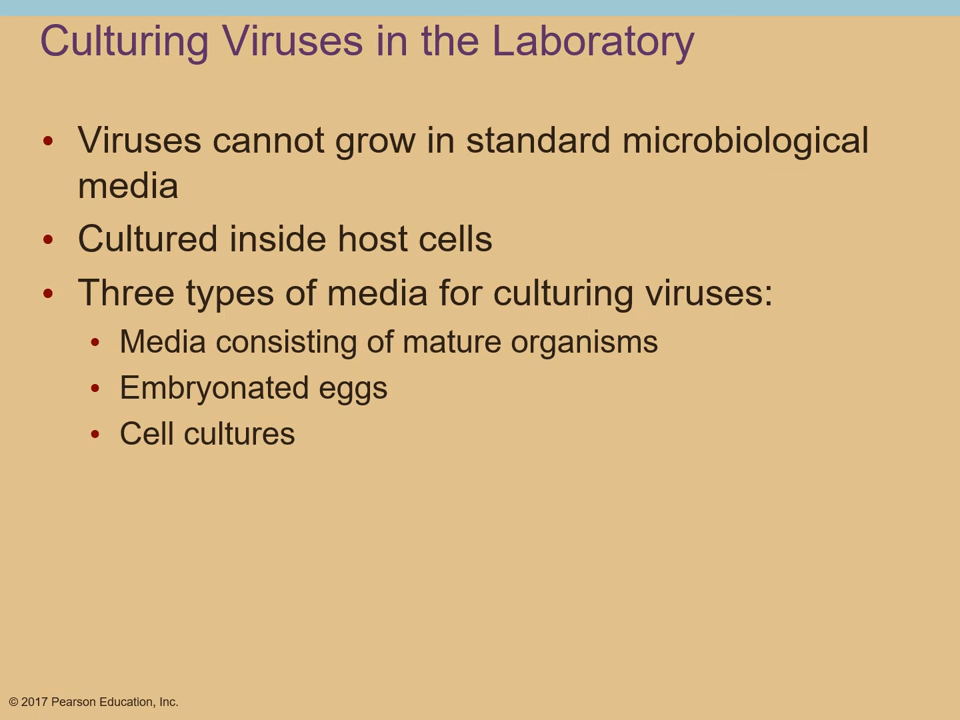 Culturing Viruses in the Laboratory
• Viruses cannot grow in standard microbiological
media
• Cultured inside host cells
• Three types of media for culturing viruses:
• Media consisting of mature organisms
• Embryonated eggs
• Cell cultures
© 2017 Pearson Education, Inc.